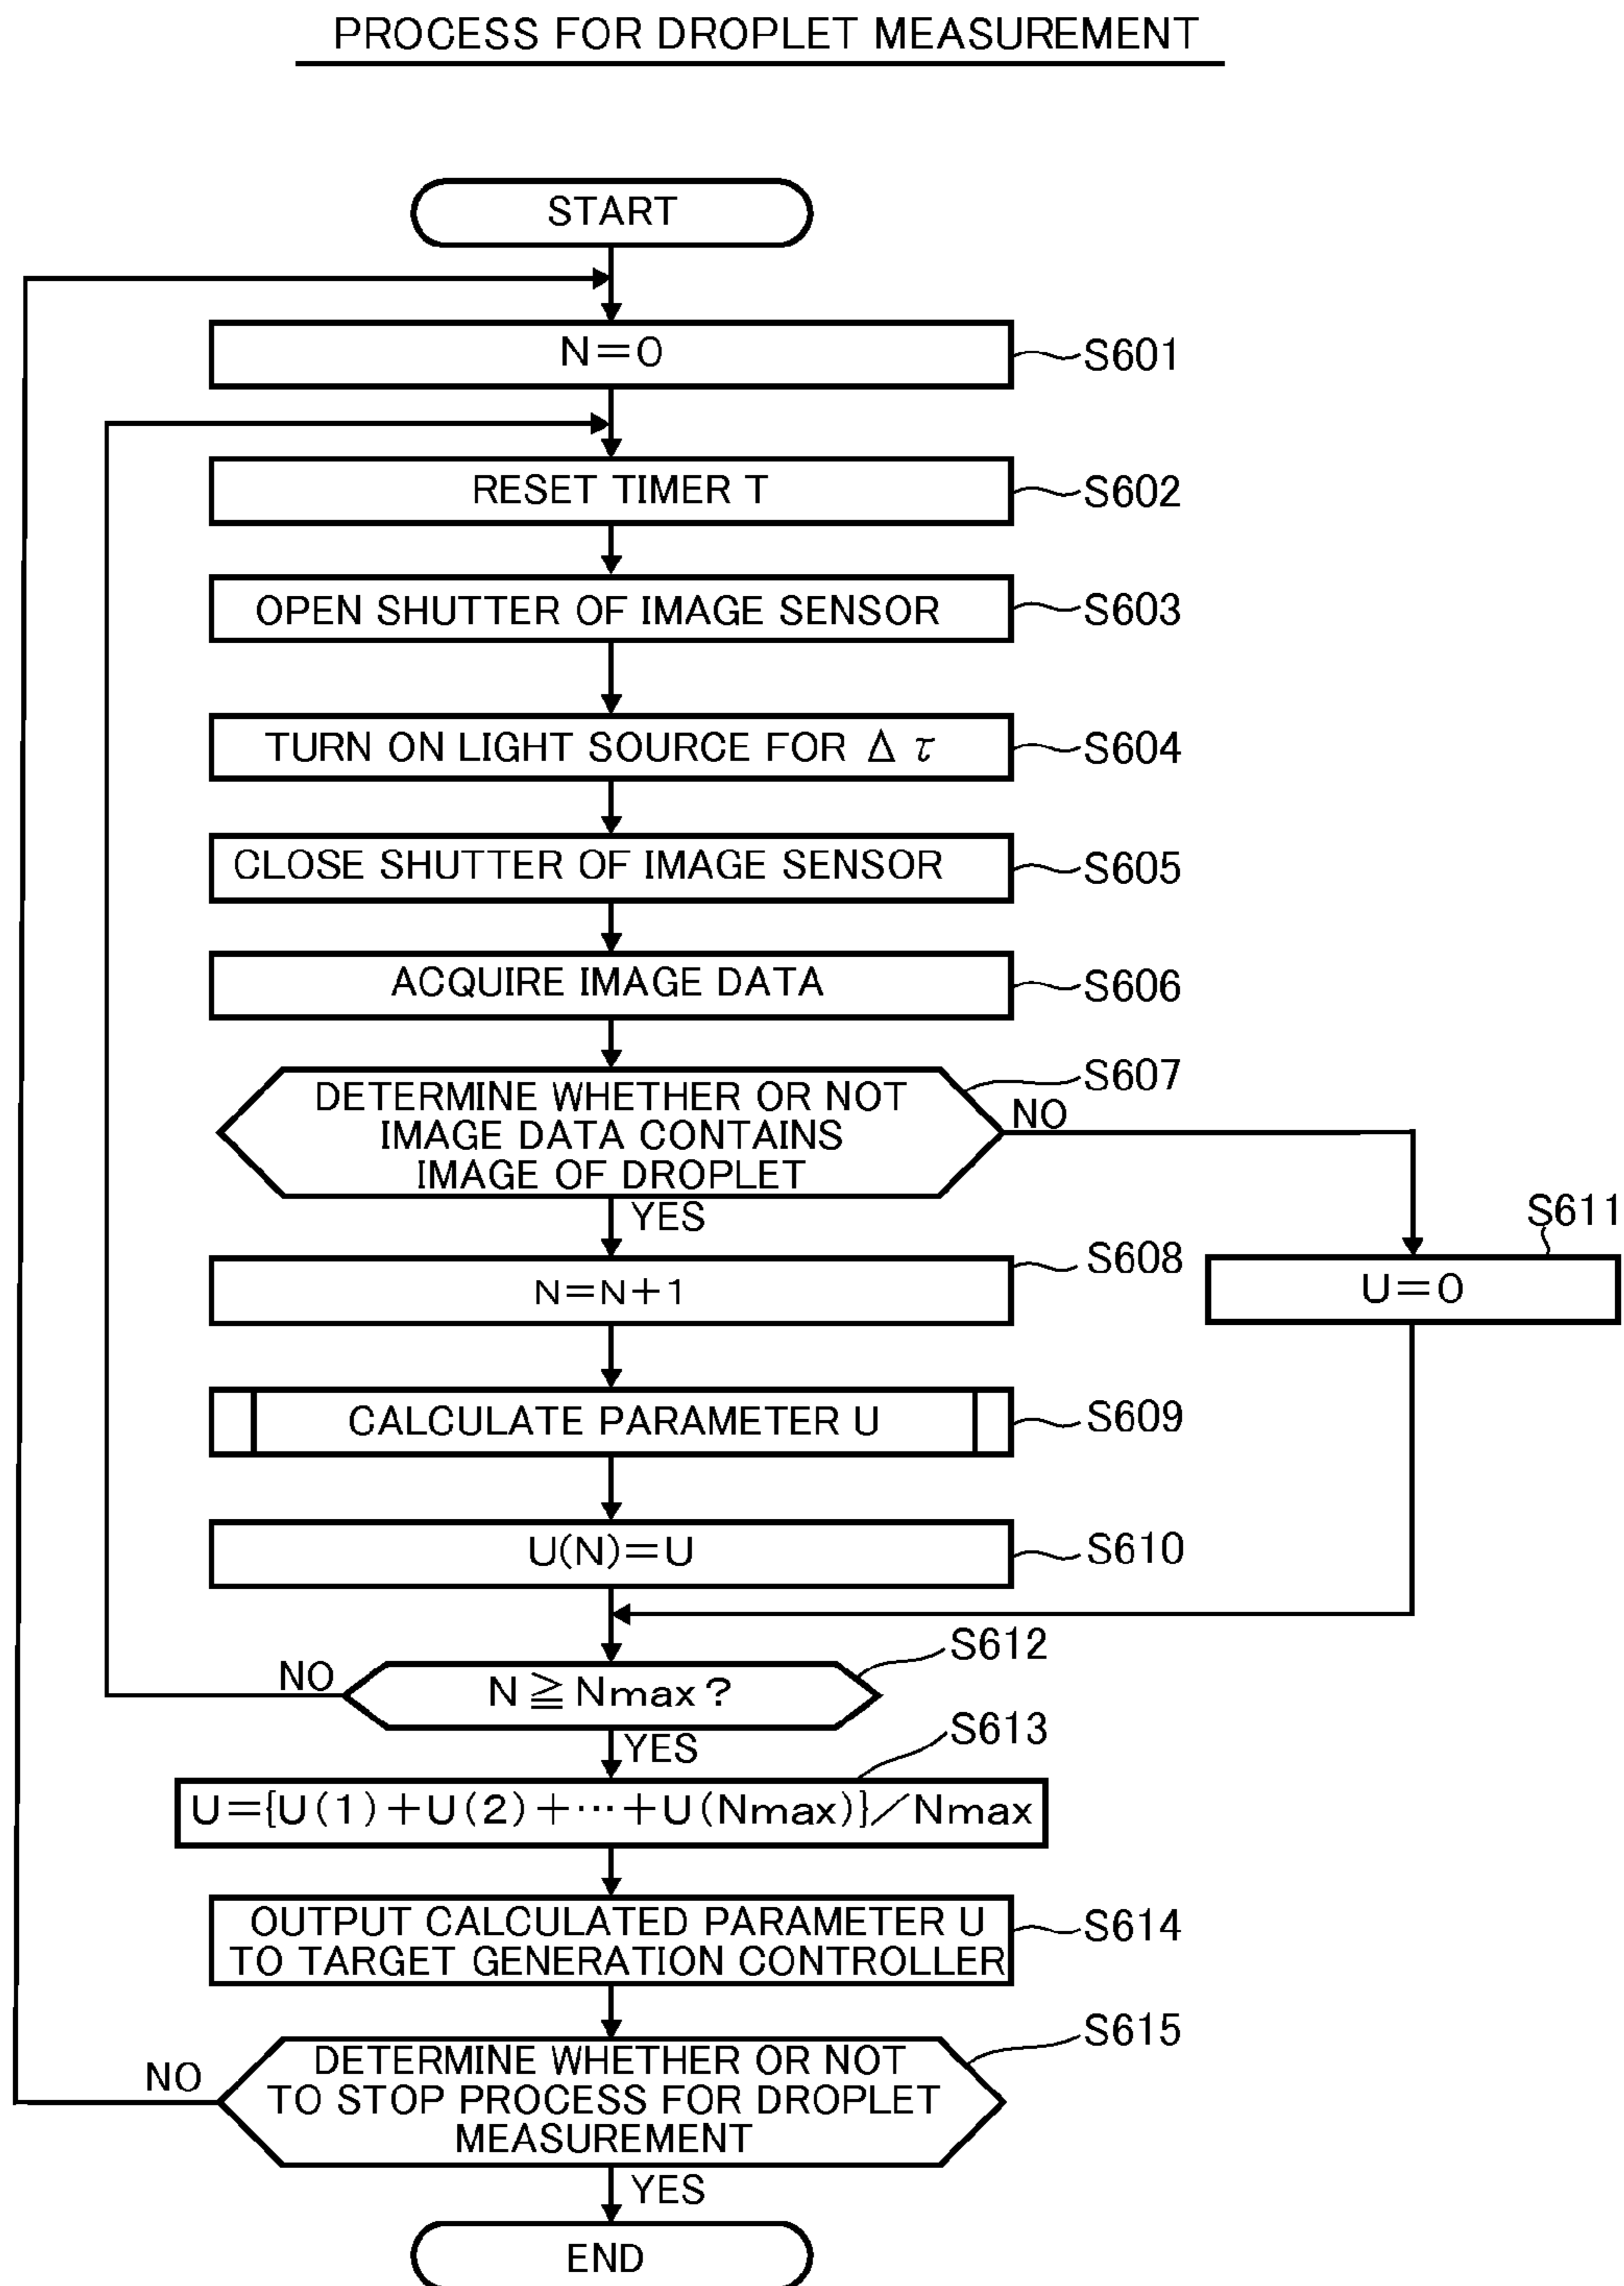 PROCESS FOR DROPLET MEASUREMENT
START
N=0
S601
RESET TIMER T
S602
OPEN SHUTTER OF IMAGE SENSOR
S603
TURN ON LIGHT SOURCE FOR Δτ
S604
CLOSE SHUTTER OF IMAGE SENSOR
S605
ACQUIRE IMAGE DATA
S606
DETERMINE WHETHER OR NOT
IMAGE DATA CONTAINS
IMAGE OF DROPLET
S607
NO
YES
S611
U=0
N=N+1
S608
CALCULATE PARAMETER U
S609
U(N)=U
S610
N≧Nmax?
S612
NO
YES
S613
U={U(1)+U(2)+⋯+U(Nmax)}/Nmax
OUTPUT CALCULATED PARAMETER U
TO TARGET GENERATION CONTROLLER
S614
DETERMINE WHETHER OR NOT
TO STOP PROCESS FOR DROPLET
MEASUREMENT
S615
NO
YES
END